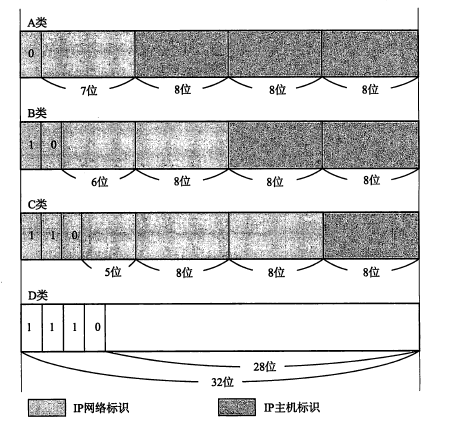 A类
0
7位 8位 8位 8位
B类
1 0
6位 8位 8位 8位
C类
1 1 0
5位 8位 8位 8位
D类
1 1 1 0
28位
32位
IP网络标识 IP主机标识